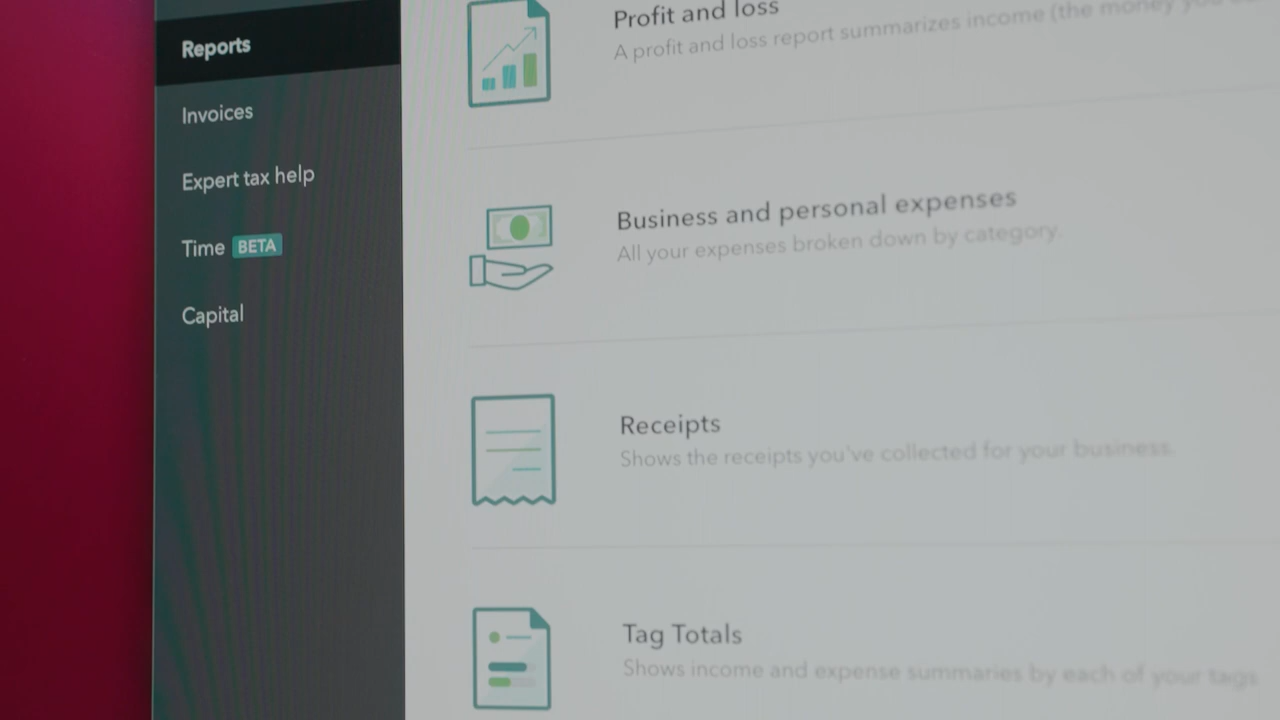 Reports
Invoices
Expert tax help
Time BETA
Capital
Profit and loss
A profit and loss report summarizes income (the money you
Business and personal expenses
All your expenses broken down by category.
Receipts
Shows the receipts you've collected for your business.
Tag Totals
Shows income and expense summaries by each of your tags